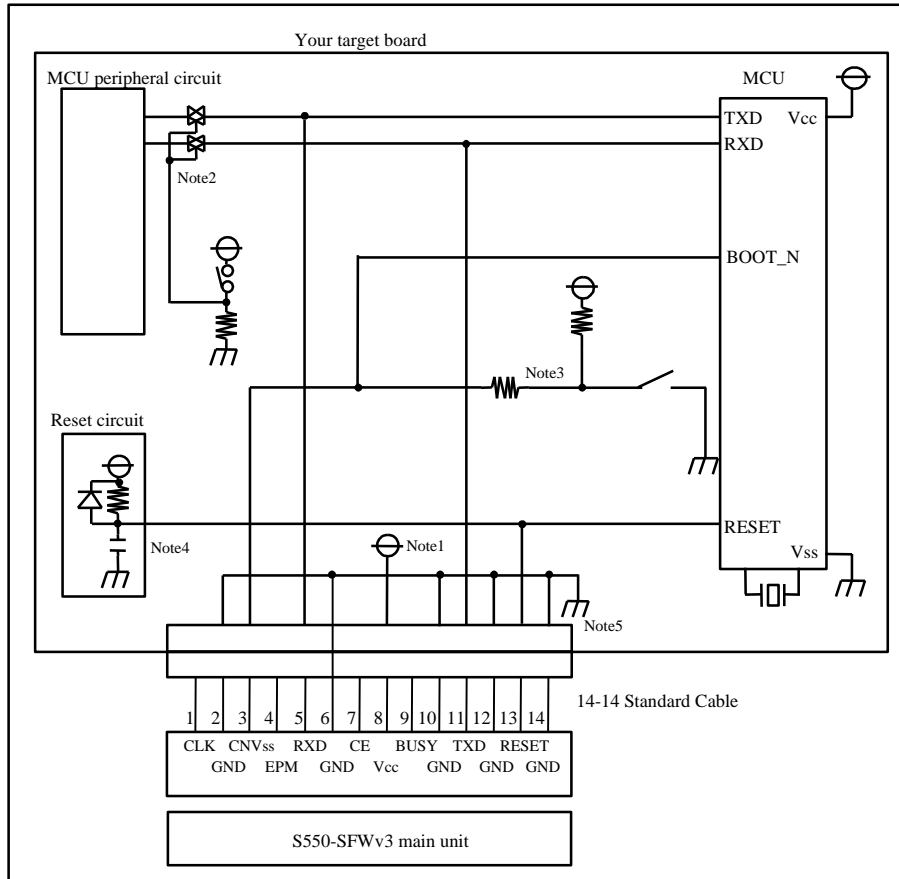 Your target board
MCU peripheral circuit
MCU
TXD Vcc
RXD
Note2
BOOT_N
Note3
Reset circuit
Note4
Note1
RESET
Vss
Note5
14-14 Standard Cable
1 2 3 4 5 6 7 8 9 10 11 12 13 14
CLK CNVss RXD CE BUSY TXD RESET
GND EPM GND Vcc GND GND GND
S550-SFWv3 main unit